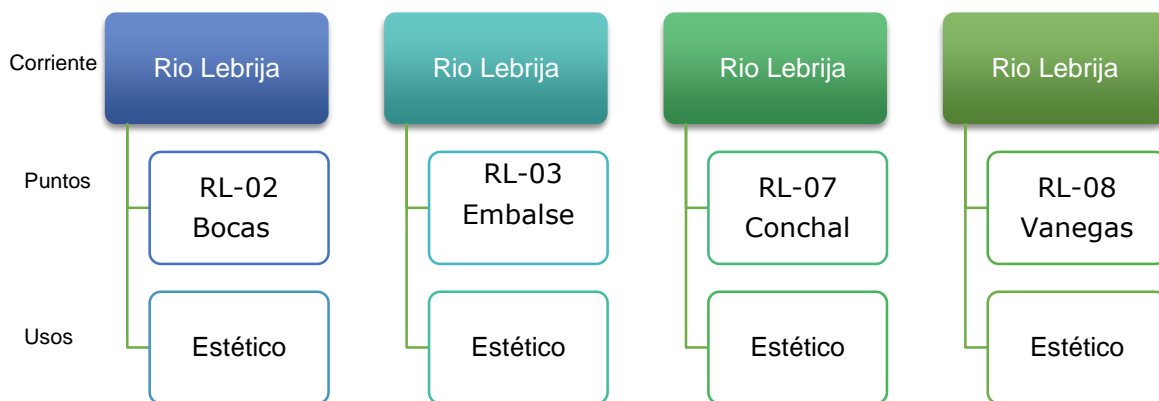 Corriente
Rio Lebrija
Rio Lebrija
Rio Lebrija
Rio Lebrija
Puntos
RL-02
Bocas
RL-03
Embalse
RL-07
Conchal
RL-08
Vanegas
Usos
Estético
Estético
Estético
Estético